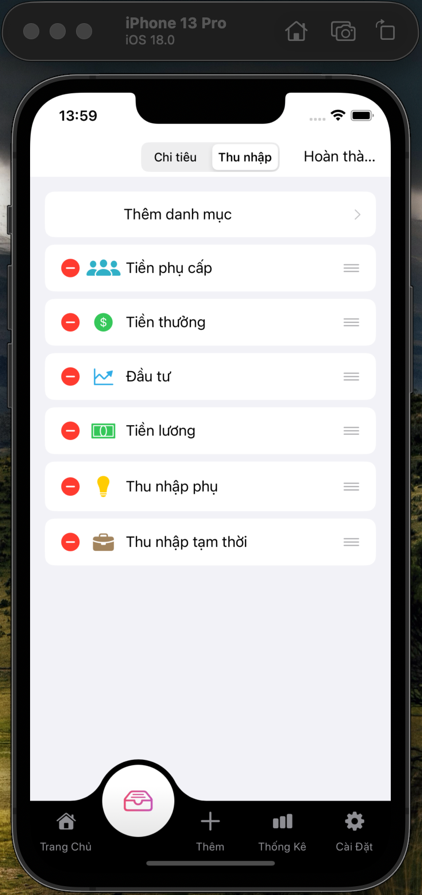 iPhone 13 Pro
iOS 18.0
13:59
Chi tiêu
Thu nhập
Hoàn thà...
Thêm danh mục
Tiền phụ cấp
$ Tiền thưởng
Đầu tư
Tiền lương
Thu nhập phụ
Thu nhập tạm thời
Trang Chủ
Thêm
Thống Kê
Cài Đặt